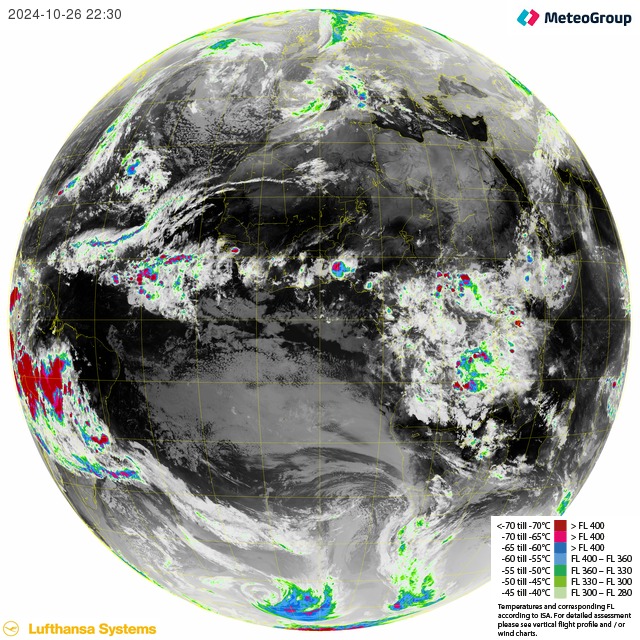 2024-10-26 22:30
MeteoGroup
<-70 till -70°C > FL 400
-70 till -65°C > FL 400
-65 till -60°C > FL 400
-60 till -55°C FL 400 – FL 360
-55 till -50°C FL 360 – FL 330
-50 till -45°C FL 330 – FL 300
-45 till -40°C FL 300 – FL 280
Temperatures and corresponding FL
according to ISA. For detailed assessment
please see vertical flight profile and / or
wind charts.
Lufthansa Systems